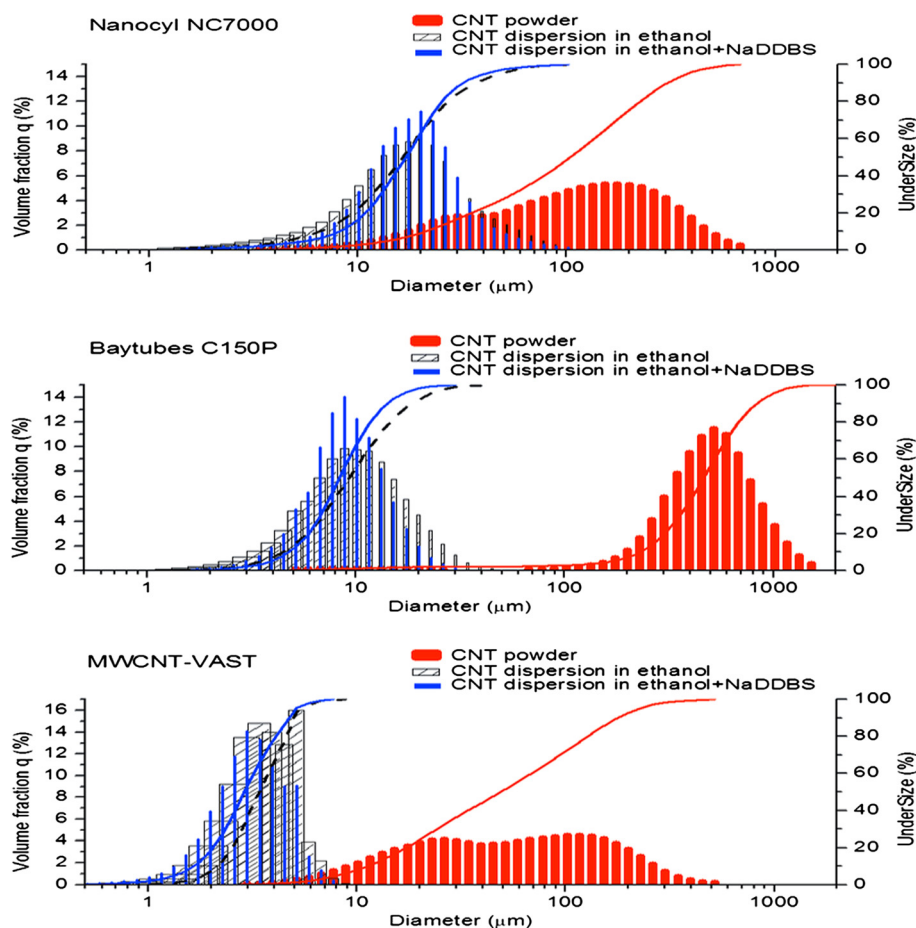 Nanocyl NC7000
CNT powder
CNT dispersion in ethanol
CNT dispersion in ethanol+NaDDBS
Volume fraction q (%)
14
12
10
8
6
4
2
0
100
80
60
40
20
0
UnderSize (%)
1 10 100 1000
Diameter (μm)
Baytubes C150P
CNT powder
CNT dispersion in ethanol
CNT dispersion in ethanol+NaDDBS
Volume fraction q (%)
14
12
10
8
6
4
2
0
100
80
60
40
20
0
UnderSize (%)
1 10 100 1000
Diameter (μm)
MWCNT-VAST
CNT powder
CNT dispersion in ethanol
CNT dispersion in ethanol+NaDDBS
Volume fraction q (%)
16
14
12
10
8
6
4
2
0
100
80
60
40
20
0
UnderSize (%)
1 10 100 1000
Diameter (μm)